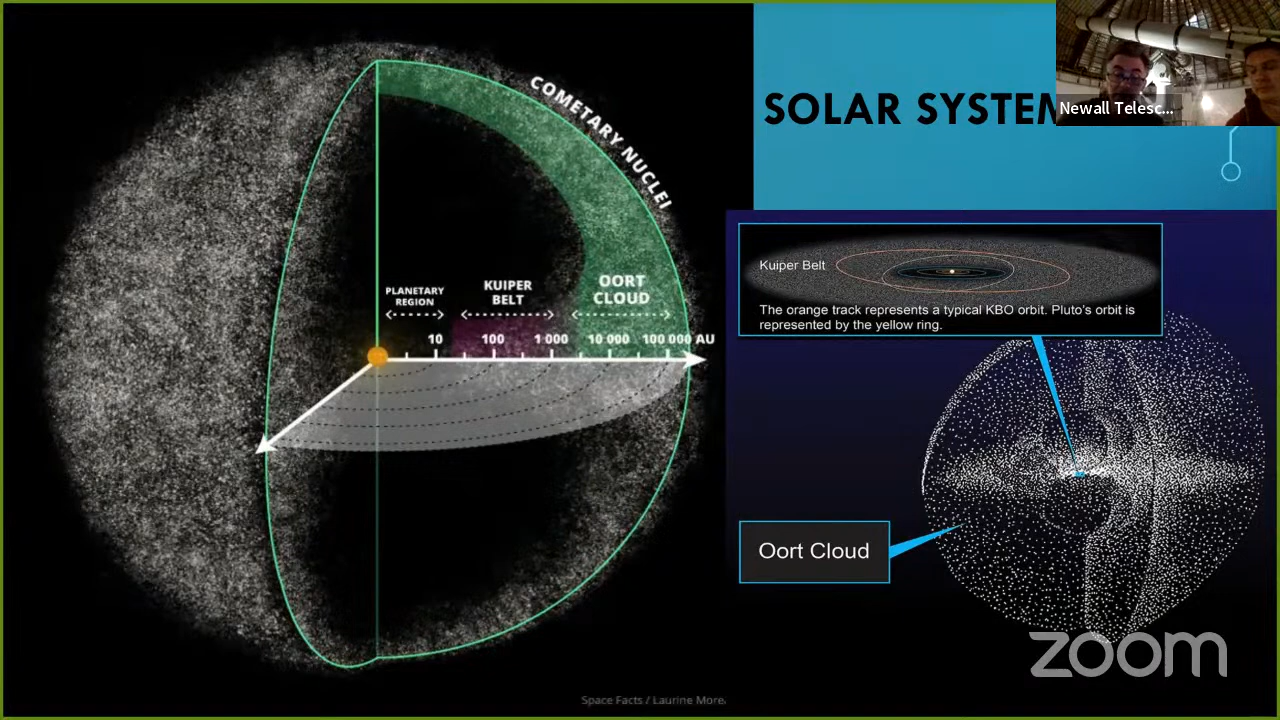 COMETARY NUCLEI
PLANETARY
REGION
KUIPER
BELT
OORT
CLOUD
10
100
1 000
10 000
100 000 AU
Space Facts / Laurine More
SOLAR SYSTEM
Newall Telesc...
Kuiper Belt
The orange track represents a typical KBO orbit. Pluto's orbit is
represented by the yellow ring.
Oort Cloud
zoom